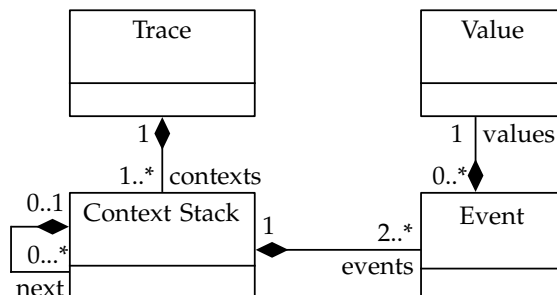 Trace
Value
1
1..*
contexts
1
values
0..*
0..1
Context Stack
0...*
next
1
2..*
events
Event